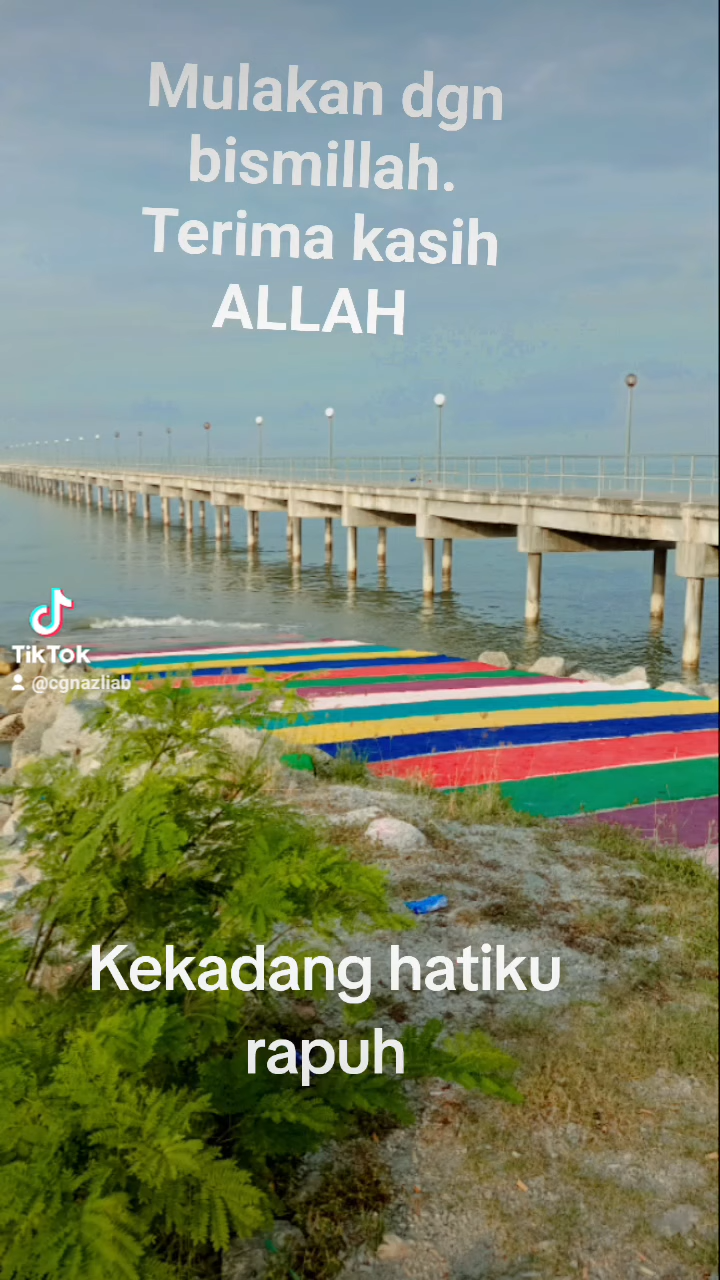 Mulakan dgn
bismillah.
Terima kasih
ALLAH
TikTok
@cgnazliab
Kekadang hatiku
rapuh